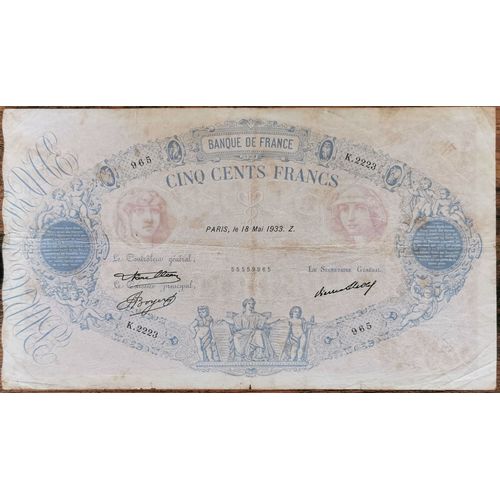 BANQUE DE FRANCE
965 K.2223
CINQ CENTS FRANCS
PARIS, le 18 Mai 1933. Z.
Le Contrôleur général,
55559965
LE SECRETAIRE GÉNÉRAL,
Le Caissier principal,
K.2223 965